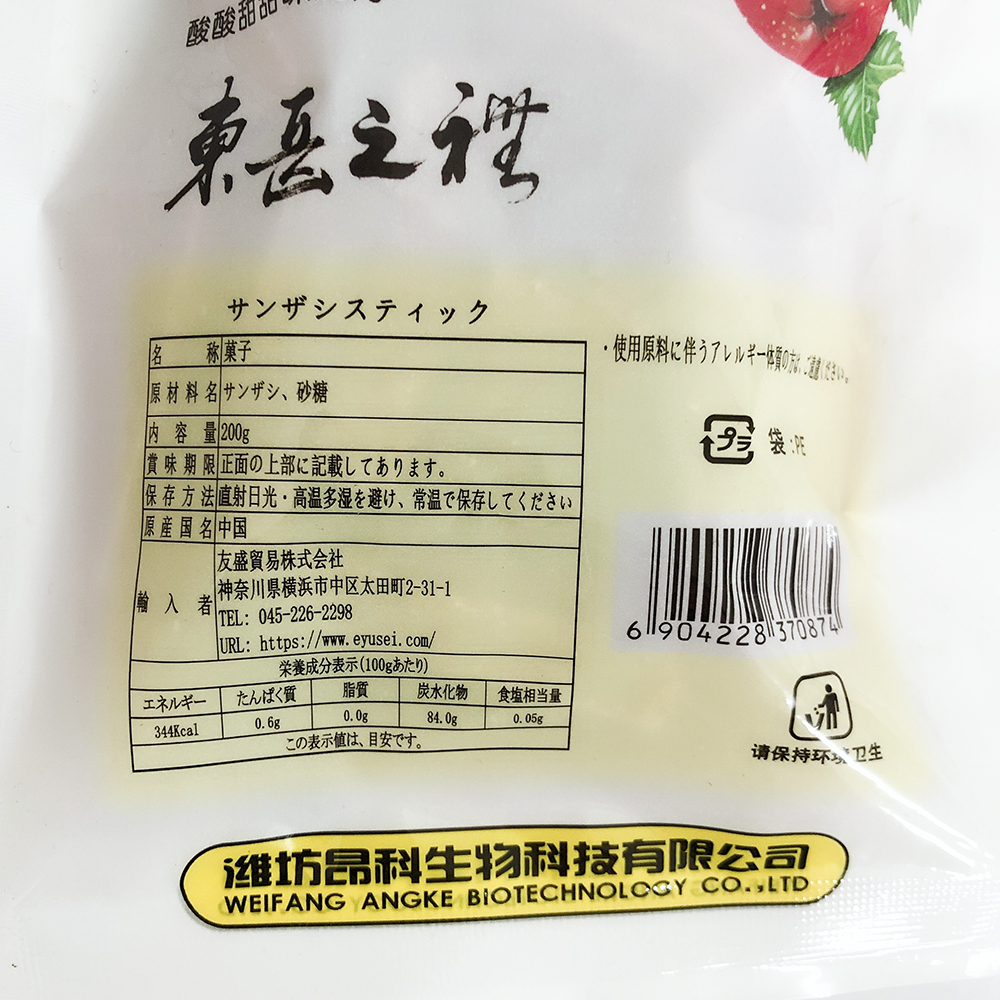 酸酸甜甜
東岳之禮
サンザシスティック
名称 菓子
原材料名 サンザシ、砂糖
内容量 200g
賞味期限 正面の上部に記載してあります。
保存方法 直射日光・高温多湿を避け、常温で保存してください
原産国名 中国
輸入者 友盛貿易株式会社
神奈川県横浜市中区太田町2-31-1
TEL: 045-226-2298
URL: https://www.eyusei.com/
栄養成分表示(100gあたり)
エネルギー たんぱく質 脂質 炭水化物 食塩相当量
344Kcal 0.6g 0.0g 84.0g 0.05g
この表示値は、目安です。
・使用原料に伴うアレルギー体質の方は、ご遠慮ください。
プラ 袋:PE
6 904228 370874
请保持环境卫生
潍坊昂科生物科技有限公司
WEIFANG ANGKE BIOTECHNOLOGY CO.,LTD